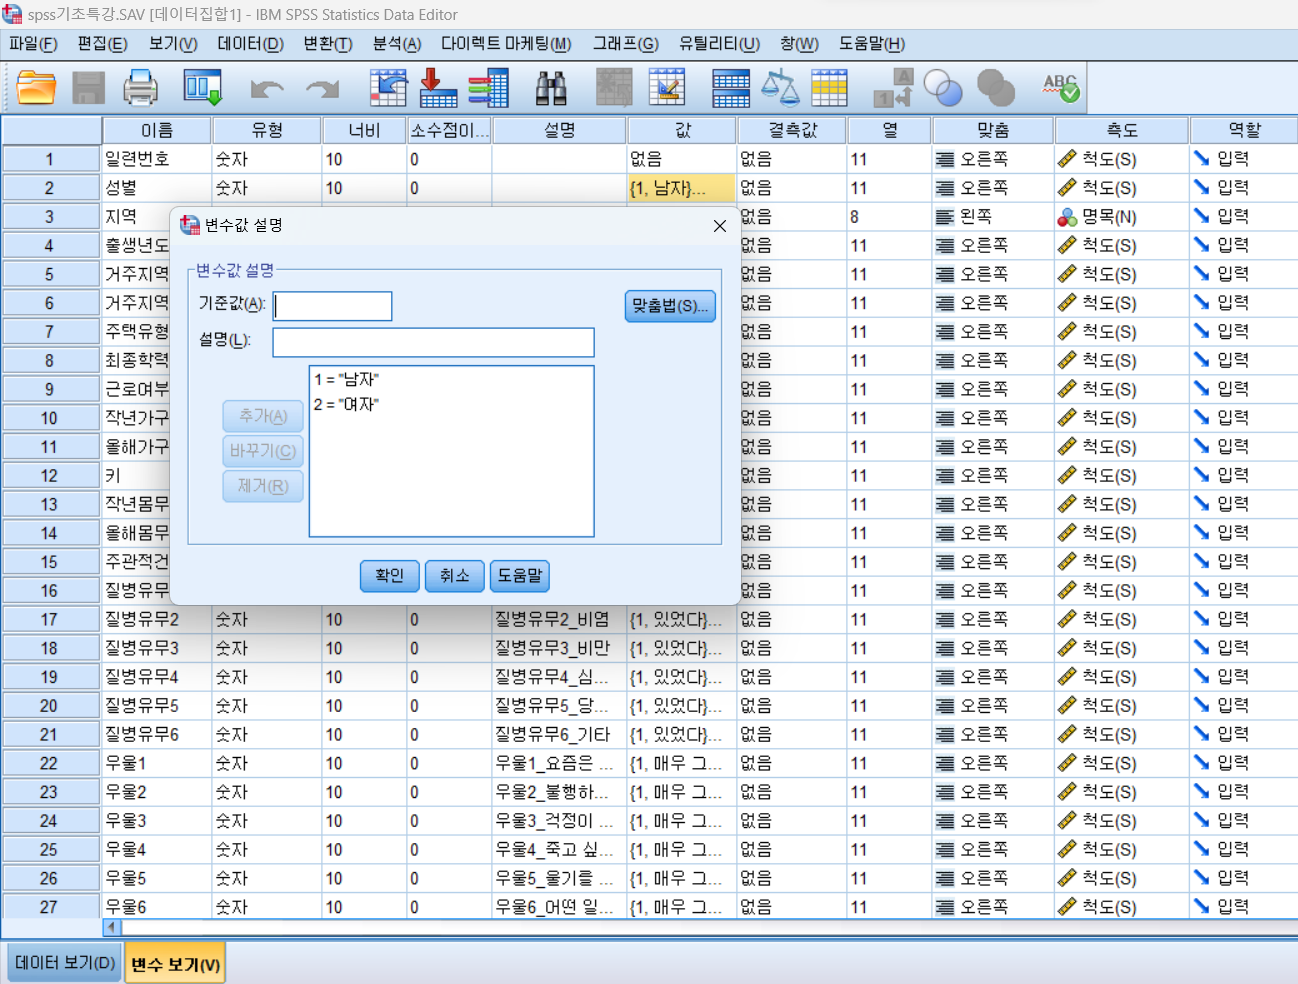 spss기초특강.SAV [데이터집합1] - IBM SPSS Statistics Data Editor
파일(F) 편집(E) 보기(V) 데이터(D) 변환(T) 분석(A) 다이렉트 마케팅(M) 그래프(G) 유틸리티(U) 창(W) 도움말(H)
이름 유형 너비 소수점이... 설명 값 결측값 열 맞춤 측도 역할
1 일련번호 숫자 10 0 없음 없음 11 오른쪽 척도(S) 입력
2 성별 숫자 10 0 {1, 남자}... 없음 11 오른쪽 척도(S) 입력
3 지역 없음 8 왼쪽 명목(N) 입력
4 출생년도 없음 11 오른쪽 척도(S) 입력
5 거주지역 없음 11 오른쪽 척도(S) 입력
6 거주지역 없음 11 오른쪽 척도(S) 입력
7 주택유형 없음 11 오른쪽 척도(S) 입력
8 최종학력 없음 11 오른쪽 척도(S) 입력
9 근로여부 없음 11 오른쪽 척도(S) 입력
10 작년가구 없음 11 오른쪽 척도(S) 입력
11 올해가구 없음 11 오른쪽 척도(S) 입력
12 키 없음 11 오른쪽 척도(S) 입력
13 작년몸무 없음 11 오른쪽 척도(S) 입력
14 올해몸무 없음 11 오른쪽 척도(S) 입력
15 주관적건 없음 11 오른쪽 척도(S) 입력
16 질병유무 없음 11 오른쪽 척도(S) 입력
17 질병유무2 숫자 10 0 질병유무2_비염 {1, 있었다}... 없음 11 오른쪽 척도(S) 입력
18 질병유무3 숫자 10 0 질병유무3_비만 {1, 있었다}... 없음 11 오른쪽 척도(S) 입력
19 질병유무4 숫자 10 0 질병유무4_심... {1, 있었다}... 없음 11 오른쪽 척도(S) 입력
20 질병유무5 숫자 10 0 질병유무5_당... {1, 있었다}... 없음 11 오른쪽 척도(S) 입력
21 질병유무6 숫자 10 0 질병유무6_기타 {1, 있었다}... 없음 11 오른쪽 척도(S) 입력
22 우울1 숫자 10 0 우울1_요즘은 ... {1, 매우 그... 없음 11 오른쪽 척도(S) 입력
23 우울2 숫자 10 0 우울2_불행하... {1, 매우 그... 없음 11 오른쪽 척도(S) 입력
24 우울3 숫자 10 0 우울3_걱정이 ... {1, 매우 그... 없음 11 오른쪽 척도(S) 입력
25 우울4 숫자 10 0 우울4_죽고 싶... {1, 매우 그... 없음 11 오른쪽 척도(S) 입력
26 우울5 숫자 10 0 우울5_울기를 ... {1, 매우 그... 없음 11 오른쪽 척도(S) 입력
27 우울6 숫자 10 0 우울6_어떤 일... {1, 매우 그... 없음 11 오른쪽 척도(S) 입력
변수값 설명
변수값 설명
기준값(A): 맞춤법(S)...
설명(L):
1 = "남자"
2 = "여자"
추가(A)
바꾸기(C)
제거(R)
확인 취소 도움말
데이터 보기(D) 변수 보기(V)